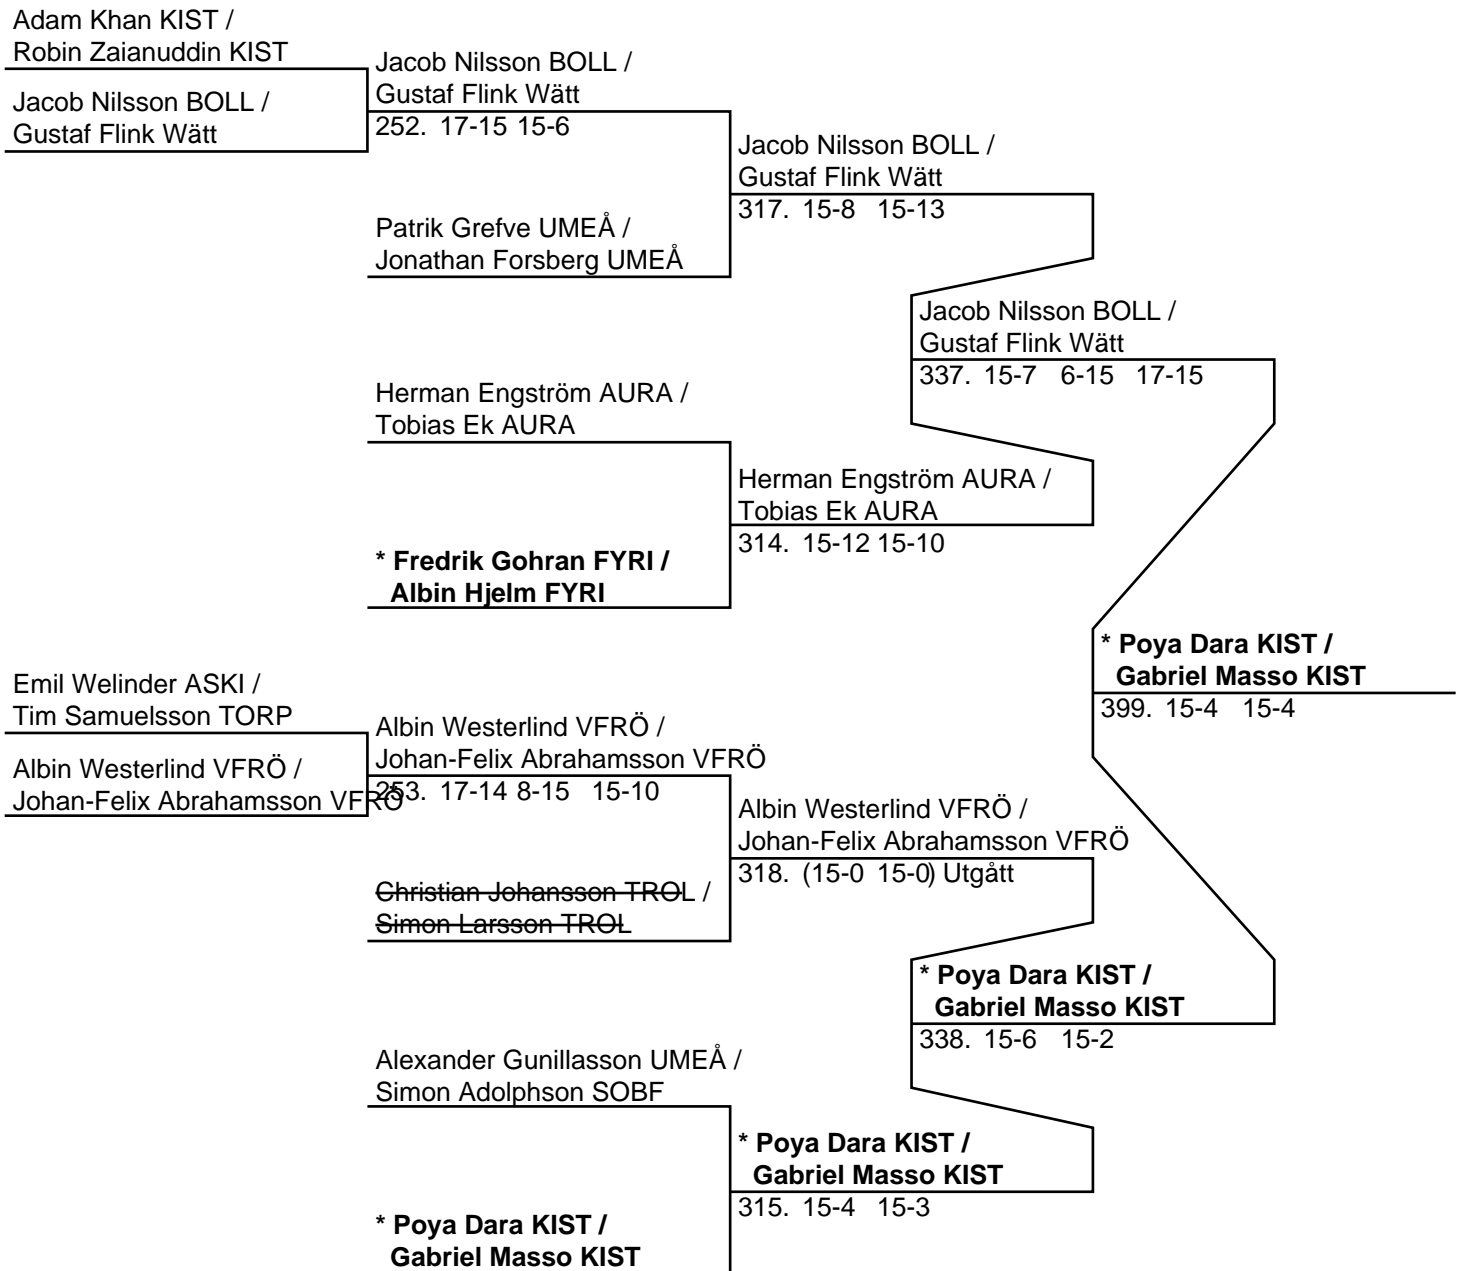 Adam Khan KIST /
Robin Zaianuddin KIST
Jacob Nilsson BOLL /
Gustaf Flink Wätt
Jacob Nilsson BOLL /
Gustaf Flink Wätt
252. 17-15 15-6
Jacob Nilsson BOLL /
Gustaf Flink Wätt
317. 15-8 15-13
Patrik Grefve UMEÅ /
Jonathan Forsberg UMEÅ
Jacob Nilsson BOLL /
Gustaf Flink Wätt
337. 15-7 6-15 17-15
Herman Engström AURA /
Tobias Ek AURA
Herman Engström AURA /
Tobias Ek AURA
314. 15-12 15-10
* Fredrik Gohran FYRI /
Albin Hjelm FYRI
* Poya Dara KIST /
Gabriel Masso KIST
399. 15-4 15-4
Emil Welinder ASKI /
Tim Samuelsson TORP
Albin Westerlind VFRÖ /
Johan-Felix Abrahamsson VFRÖ
Albin Westerlind VFRÖ /
Johan-Felix Abrahamsson VFRÖ
253. 17-14 8-15 15-10
Albin Westerlind VFRÖ /
Johan-Felix Abrahamsson VFRÖ
318. (15-0 15-0) Utgått
Christian Johansson TROL /
Simon Larsson TROL
* Poya Dara KIST /
Gabriel Masso KIST
338. 15-6 15-2
Alexander Gunillasson UMEÅ /
Simon Adolphson SOBF
* Poya Dara KIST /
Gabriel Masso KIST
315. 15-4 15-3
* Poya Dara KIST /
Gabriel Masso KIST